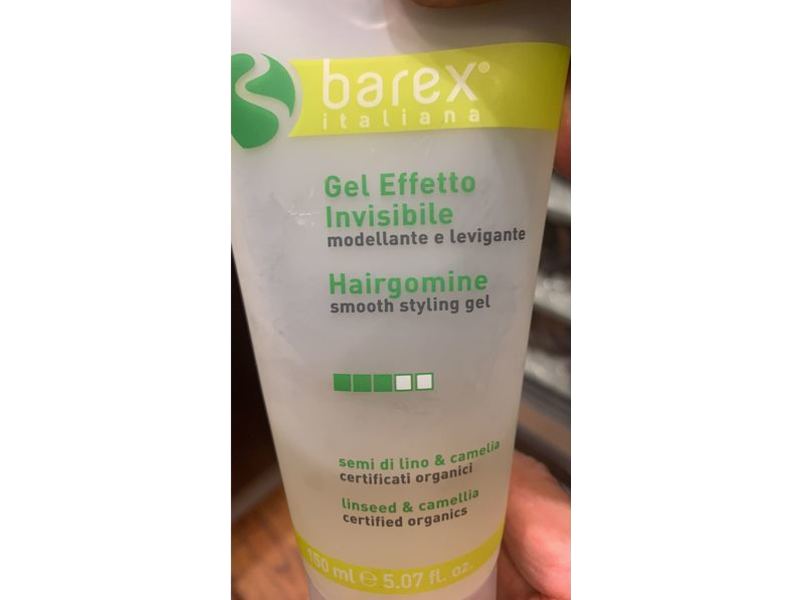 barex®
italiana
Gel Effetto
Invisibile
modellante e levigante
Hairgomine
smooth styling gel
semi di lino & camelia
certificati organici
linseed & camellia
certified organics
150 ml ℮ 5.07 fl. oz.